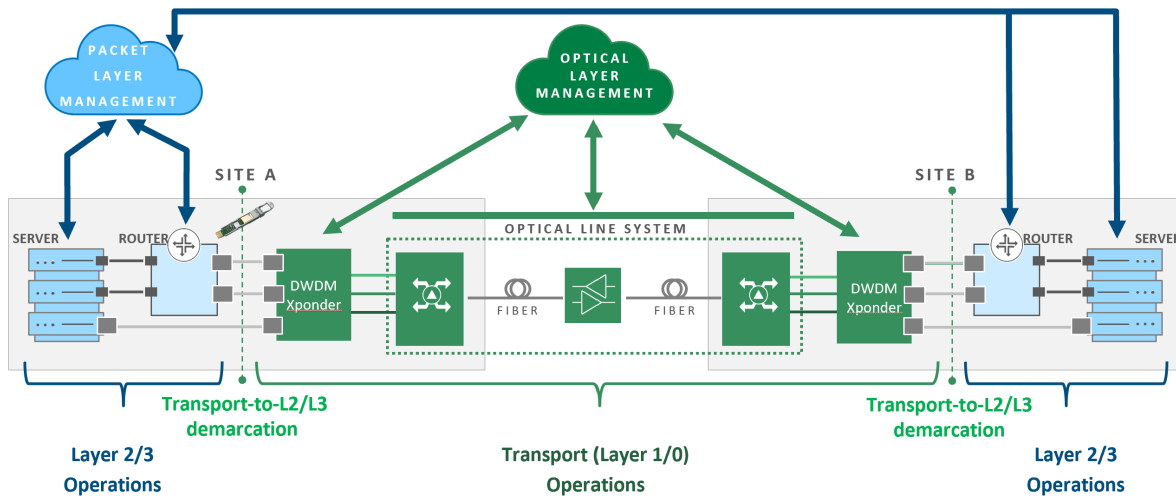 PACKET
LAYER
MANAGEMENT
OPTICAL
LAYER
MANAGEMENT
SITE A
SITE B
SERVER
ROUTER
OPTICAL LINE SYSTEM
ROUTER
SERVER
DWDM
Xponder
FIBER
FIBER
DWDM
Xponder
Transport-to-L2/L3
demarcation
Transport-to-L2/L3
demarcation
Layer 2/3
Operations
Transport (Layer 1/0)
Operations
Layer 2/3
Operations